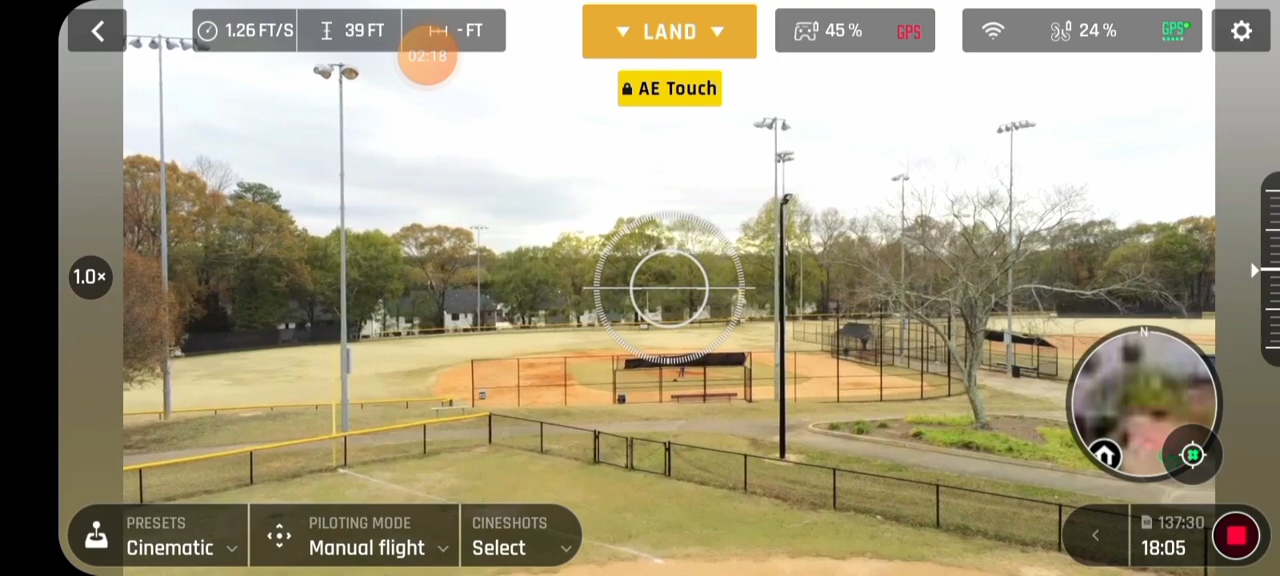 1.26 FT/S
39 FT
- FT
02:18
LAND
45 %
GPS
24 %
GPS
AE Touch
1.0×
N
PRESETS
Cinematic
PILOTING MODE
Manual flight
CINESHOTS
Select
137:30
18:05